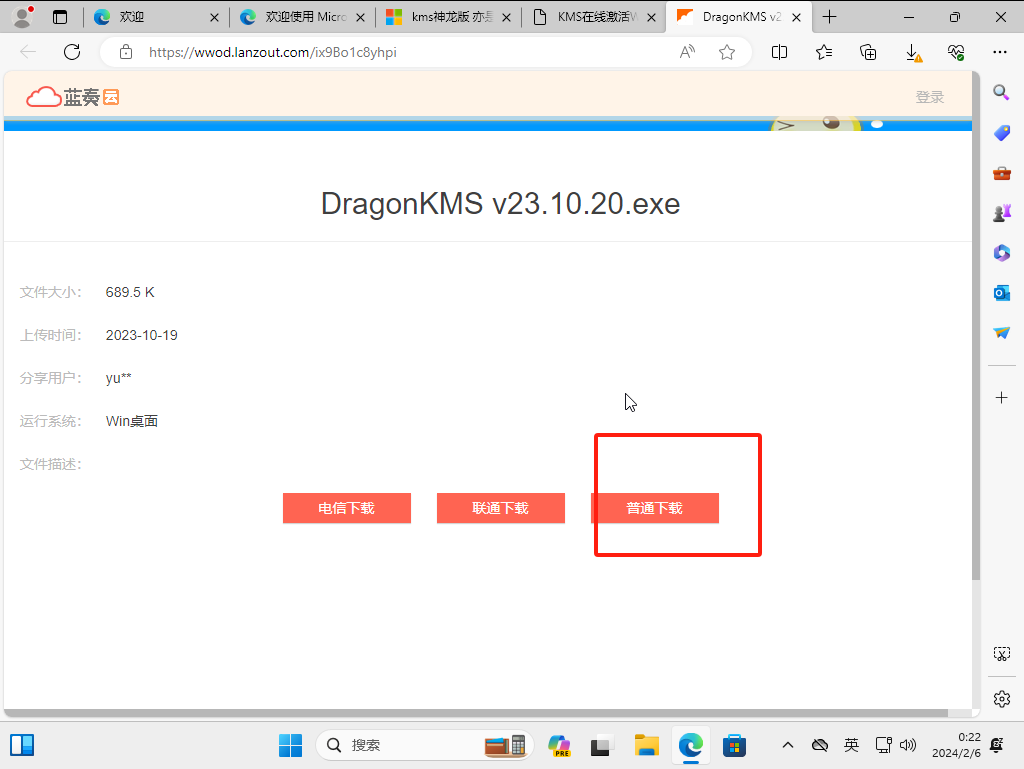 欢迎
欢迎使用 Micro
kms神龙版 亦是
KMS在线激活W
DragonKMS v2
https://wwod.lanzout.com/ix9Bo1c8yhpi
蓝奏云
登录
DragonKMS v23.10.20.exe
文件大小： 689.5 K
上传时间： 2023-10-19
分享用户： yu**
运行系统： Win桌面
文件描述：
电信下载 联通下载 普通下载
搜索
PRE
英
0:22
2024/2/6